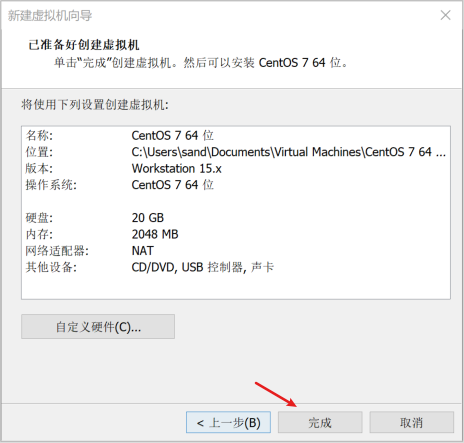 新建虚拟机向导
已准备好创建虚拟机
单击“完成”创建虚拟机。然后可以安装 CentOS 7 64 位。
将使用下列设置创建虚拟机:
名称: CentOS 7 64 位
位置: C:\Users\sand\Documents\Virtual Machines\CentOS 7 64 ...
版本: Workstation 15.x
操作系统: CentOS 7 64 位
硬盘: 20 GB
内存: 2048 MB
网络适配器: NAT
其他设备: CD/DVD, USB 控制器, 声卡
自定义硬件(C)...
< 上一步(B) 完成 取消